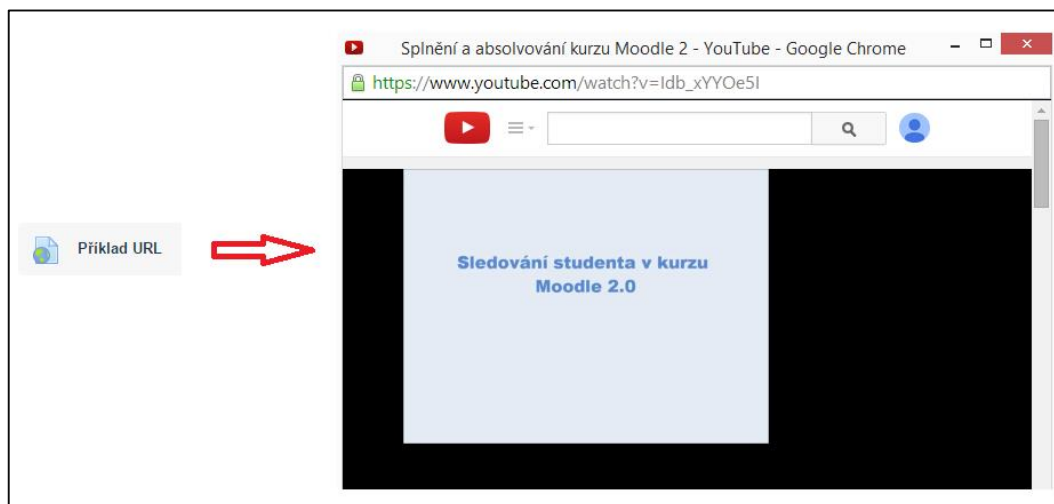 Splnění a absolvování kurzu Moodle 2 - YouTube - Google Chrome
https://www.youtube.com/watch?v=Idb_xYYOe5I
Příklad URL
Sledování studenta v kurzu
Moodle 2.0